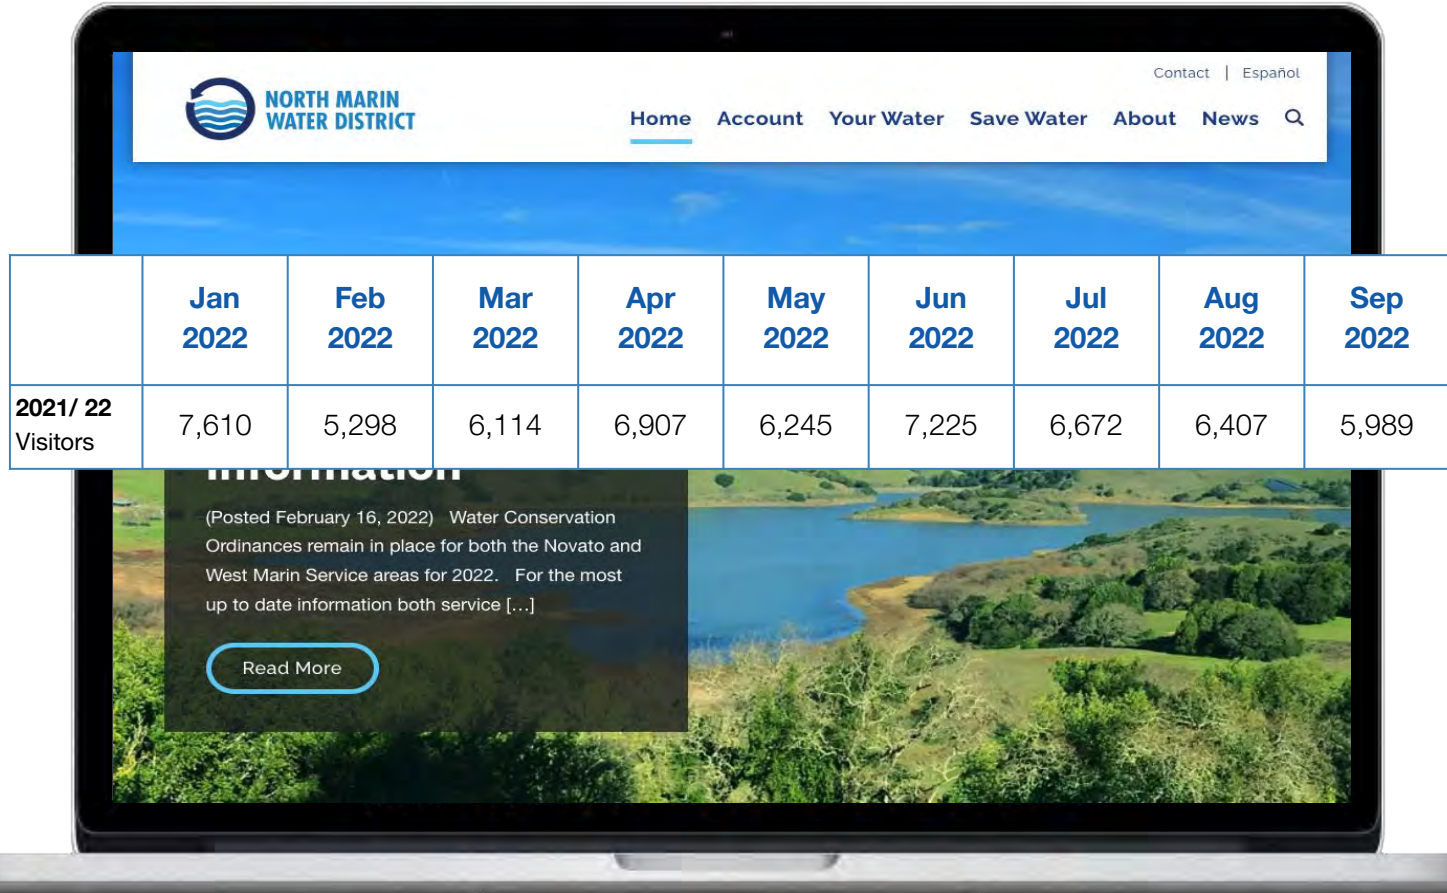 Contact | Español
NORTH MARIN
WATER DISTRICT
Home Account Your Water Save Water About News
Jan 2022 Feb 2022 Mar 2022 Apr 2022 May 2022 Jun 2022 Jul 2022 Aug 2022 Sep 2022
2021/ 22 Visitors 7,610 5,298 6,114 6,907 6,245 7,225 6,672 6,407 5,989
Information
(Posted February 16, 2022) Water Conservation
Ordinances remain in place for both the Novato and
West Marin Service areas for 2022. For the most
up to date information both service […]
Read More